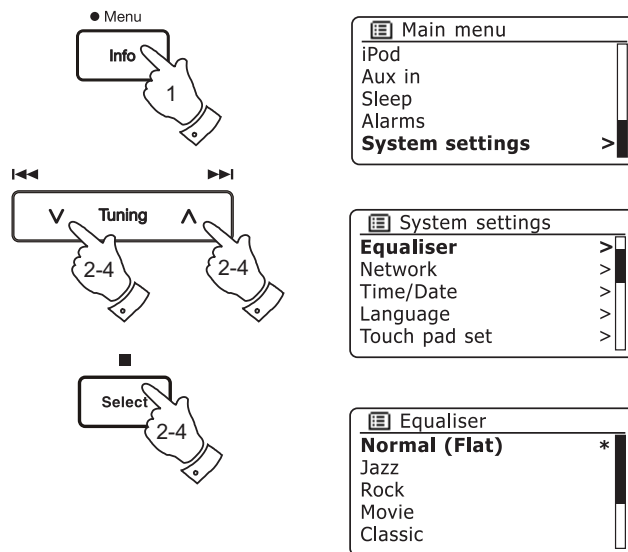 ● Menu
Info
1
Tuning
2-4
2-4
Select
2-4
Main menu
iPod
Aux in
Sleep
Alarms
System settings >
System settings
Equaliser >
Network >
Time/Date >
Language >
Touch pad set >
Equaliser
Normal (Flat) *
Jazz
Rock
Movie
Classic